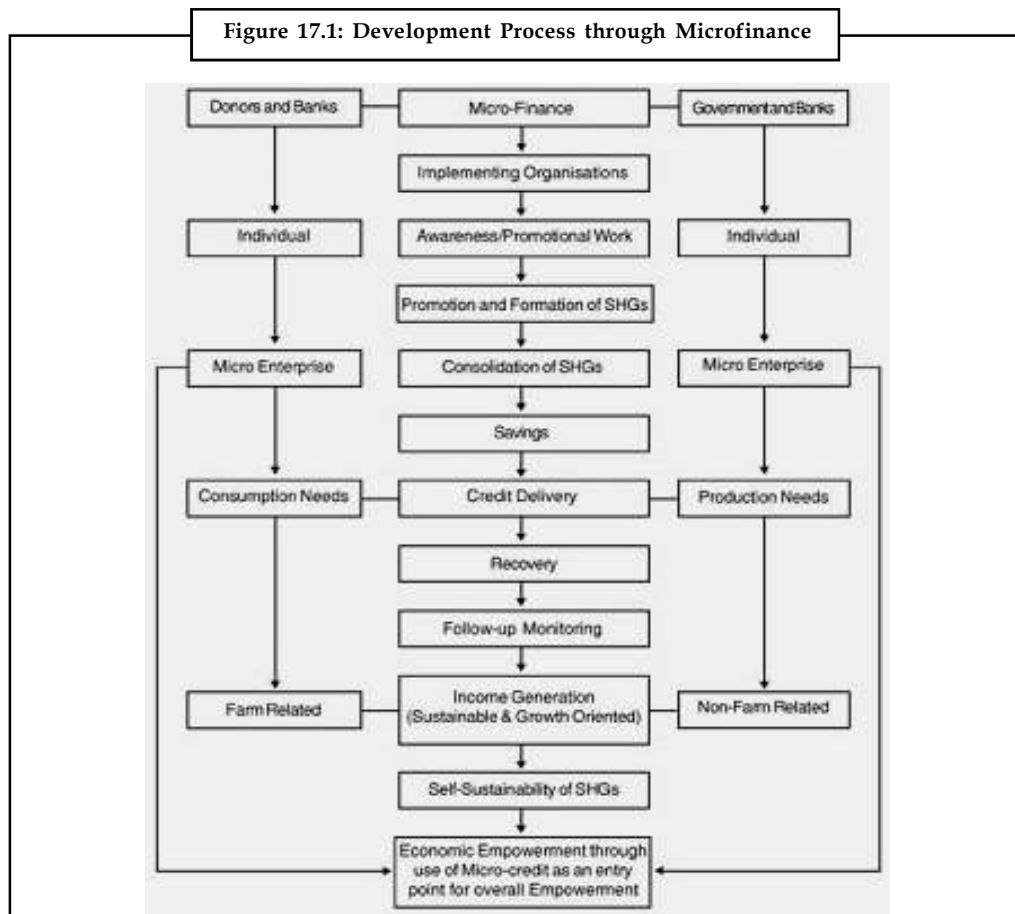 Figure 17.1: Development Process through Microfinance
Donors and Banks
Micro-Finance
Government and Banks
Implementing Organisations
Individual
Awareness/Promotional Work
Individual
Promotion and Formation of SHGs
Micro Enterprise
Consolidation of SHGs
Micro Enterprise
Savings
Consumption Needs
Credit Delivery
Production Needs
Recovery
Follow-up Monitoring
Farm Related
Income Generation
(Sustainable & Growth Oriented)
Non-Farm Related
Self-Sustainability of SHGs
Economic Empowerment through
use of Micro-credit as an entry
point for overall Empowerment